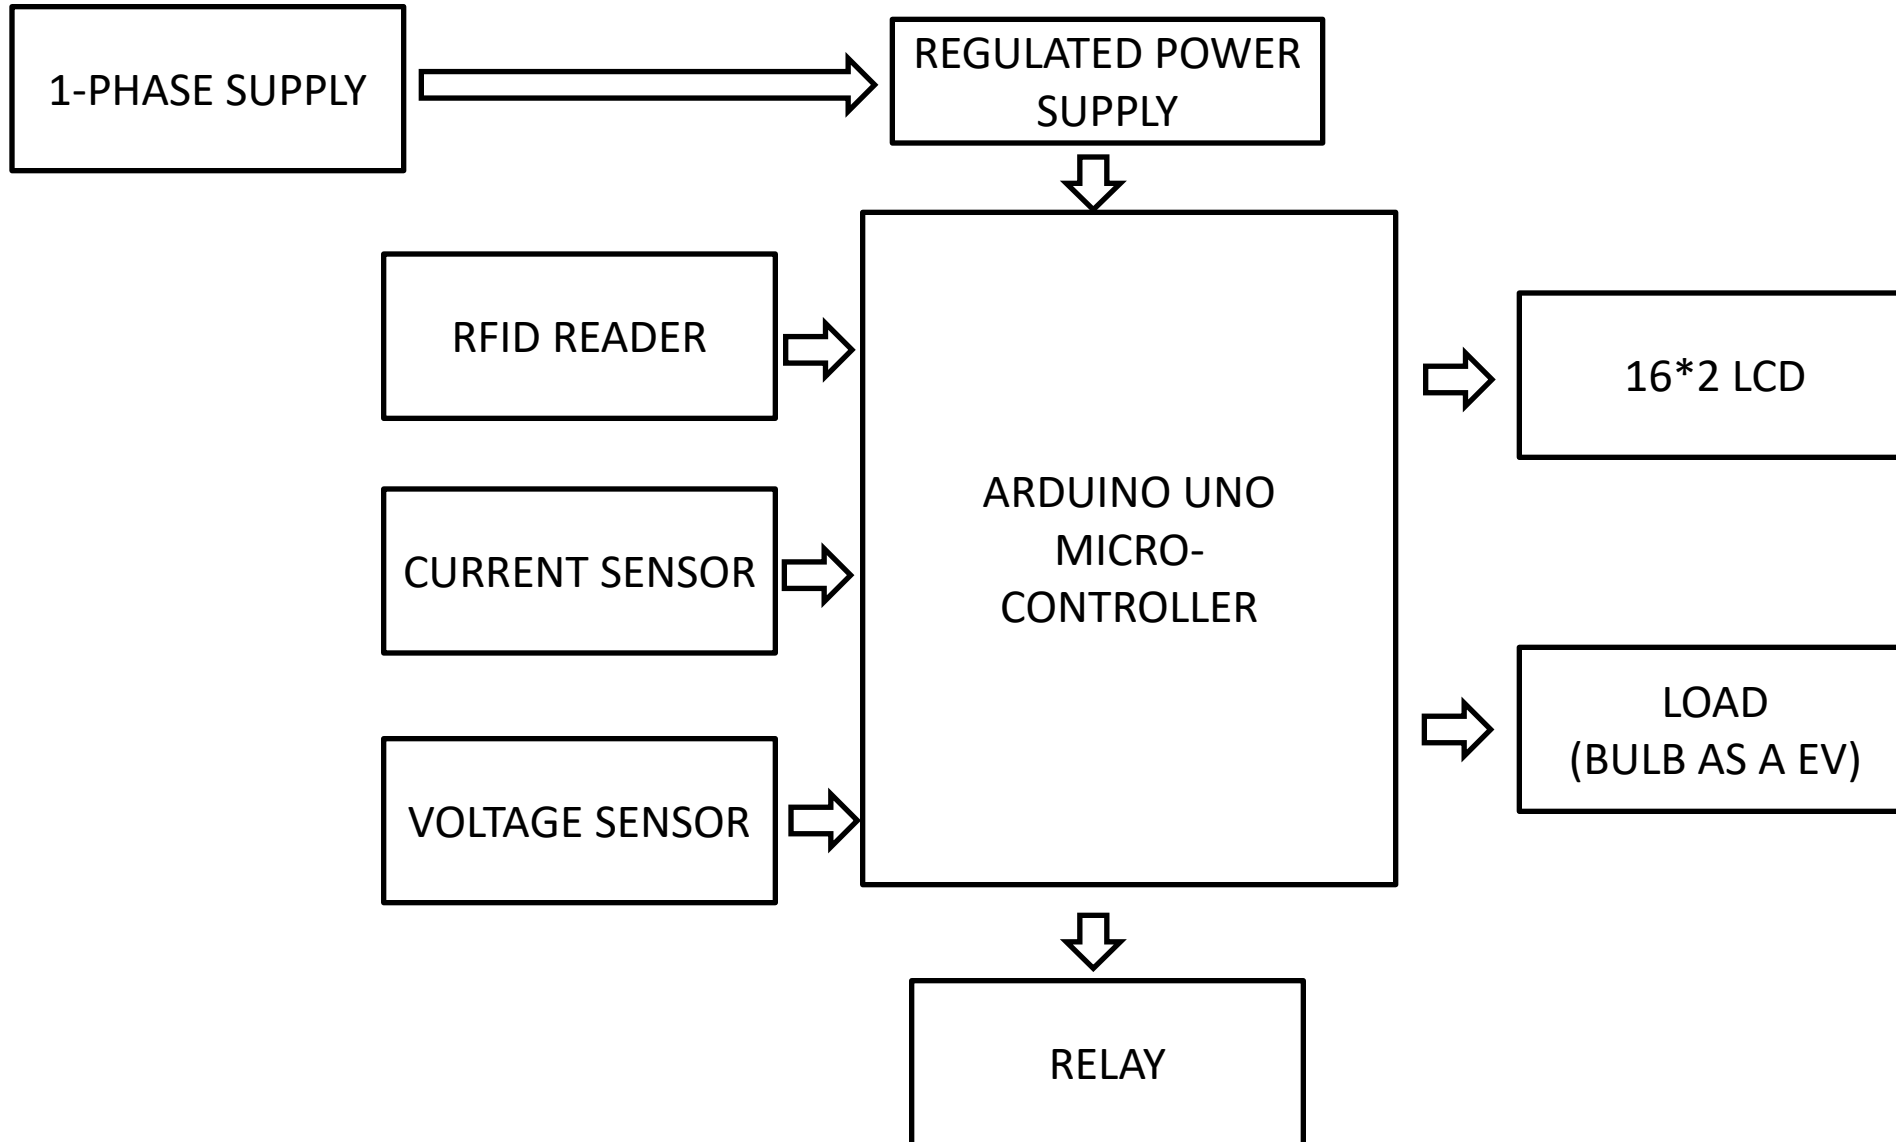 1-PHASE SUPPLY
REGULATED POWER
SUPPLY
RFID READER
16*2 LCD
CURRENT SENSOR
ARDUINO UNO
MICRO-
CONTROLLER
LOAD
(BULB AS A EV)
VOLTAGE SENSOR
RELAY